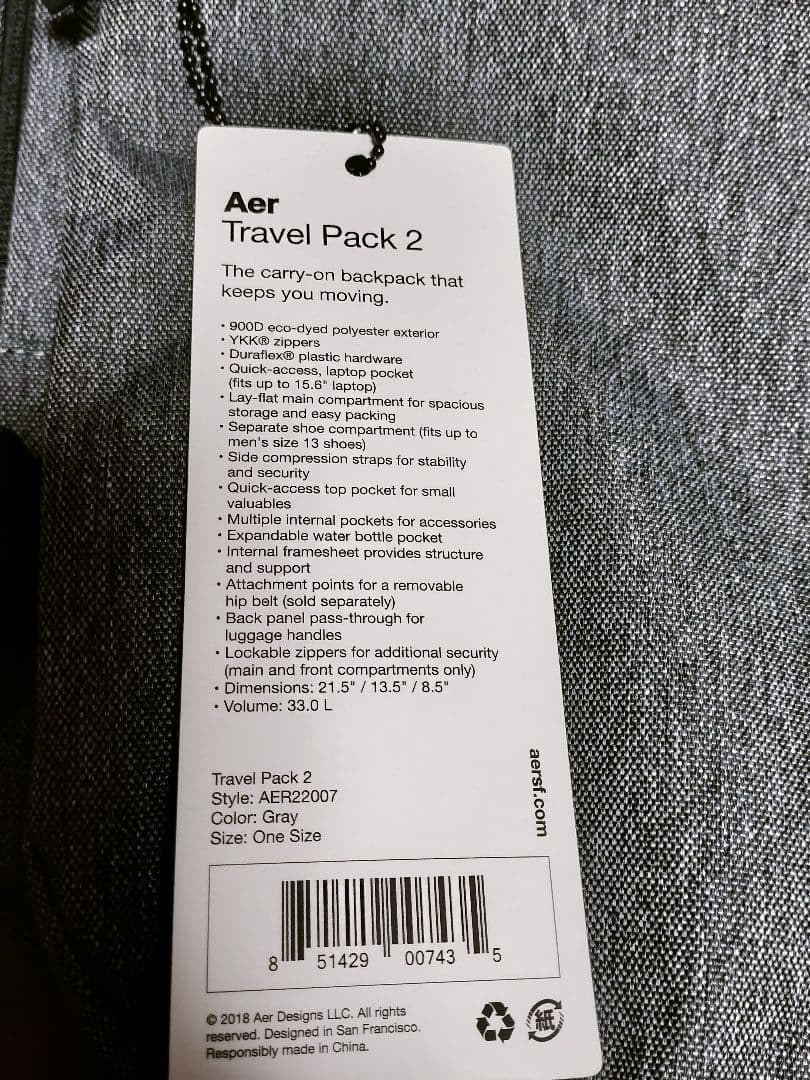 Aer
Travel Pack 2
The carry-on backpack that
keeps you moving.
• 900D eco-dyed polyester exterior
• YKK® zippers
• Duraflex® plastic hardware
• Quick-access, laptop pocket
(fits up to 15.6" laptop)
• Lay-flat main compartment for spacious
storage and easy packing
• Separate shoe compartment (fits up to
men's size 13 shoes)
• Side compression straps for stability
and security
• Quick-access top pocket for small
valuables
• Multiple internal pockets for accessories
• Expandable water bottle pocket
• Internal framesheet provides structure
and support
• Attachment points for a removable
hip belt (sold separately)
• Back panel pass-through for
luggage handles
• Lockable zippers for additional security
(main and front compartments only)
• Dimensions: 21.5" / 13.5" / 8.5"
• Volume: 33.0 L
aersf.com
Travel Pack 2
Style: AER22007
Color: Gray
Size: One Size
8 51429 00743 5
© 2018 Aer Designs LLC. All rights
reserved. Designed in San Francisco.
Responsibly made in China.
紙